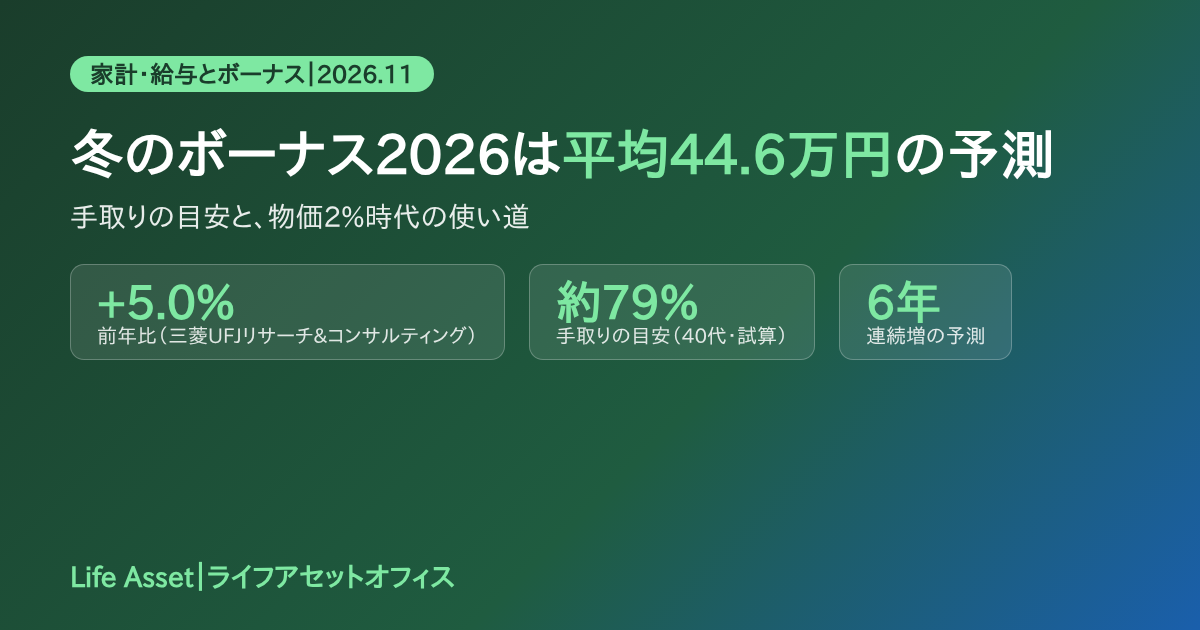 家計・給与とボーナス|2026.11
冬のボーナス2026は平均44.6万円の予測
手取りの目安と、物価2%時代の使い道
+5.0%
前年比（三菱UFJリサーチ&コンサルティング）
約79%
手取りの目安（40代・試算）
6年
連続増の予測
Life Asset|ライフアセットオフィス